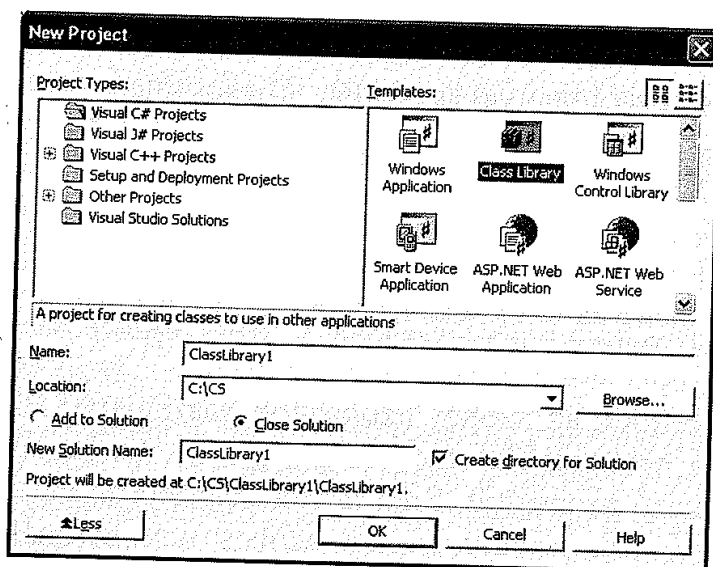 New Project
Project Types:
Visual C# Projects
Visual J# Projects
Visual C++ Projects
Setup and Deployment Projects
Other Projects
Visual Studio Solutions
Templates:
Windows Application
Class Library
Windows Control Library
Smart Device Application
ASP.NET Web Application
ASP.NET Web Service
A project for creating classes to use in other applications
Name:
ClassLibrary1
Location:
C:\CS
Browse...
Add to Solution
Close Solution
New Solution Name:
ClassLibrary1
Create directory for Solution
Project will be created at C:\CS\ClassLibrary1\ClassLibrary1.
Less
OK
Cancel
Help